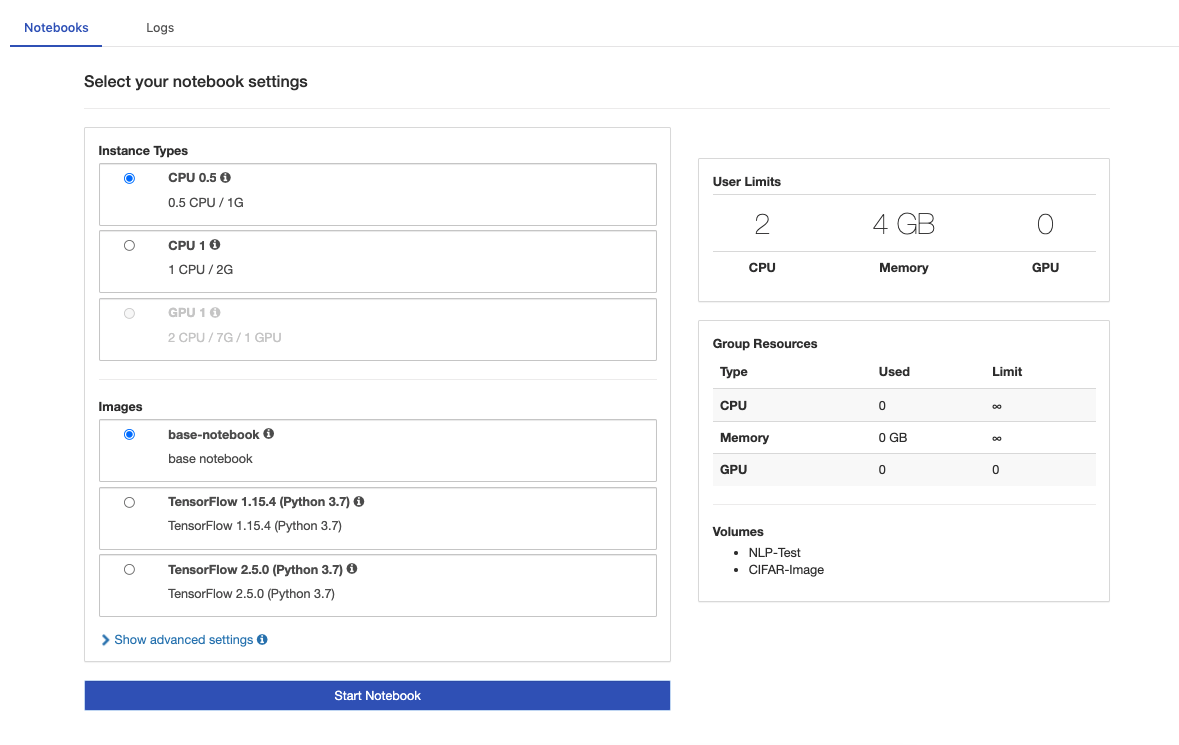 Notebooks
Logs
Select your notebook settings
Instance Types
CPU 0.5
0.5 CPU / 1G
CPU 1
1 CPU / 2G
GPU 1
2 CPU / 7G / 1 GPU
Images
base-notebook
base notebook
TensorFlow 1.15.4 (Python 3.7)
TensorFlow 1.15.4 (Python 3.7)
TensorFlow 2.5.0 (Python 3.7)
TensorFlow 2.5.0 (Python 3.7)
Show advanced settings
Start Notebook
User Limits
2 4 GB 0
CPU Memory GPU
Group Resources
Type Used Limit
CPU 0 ∞
Memory 0 GB ∞
GPU 0 0
Volumes
• NLP-Test
• CIFAR-Image